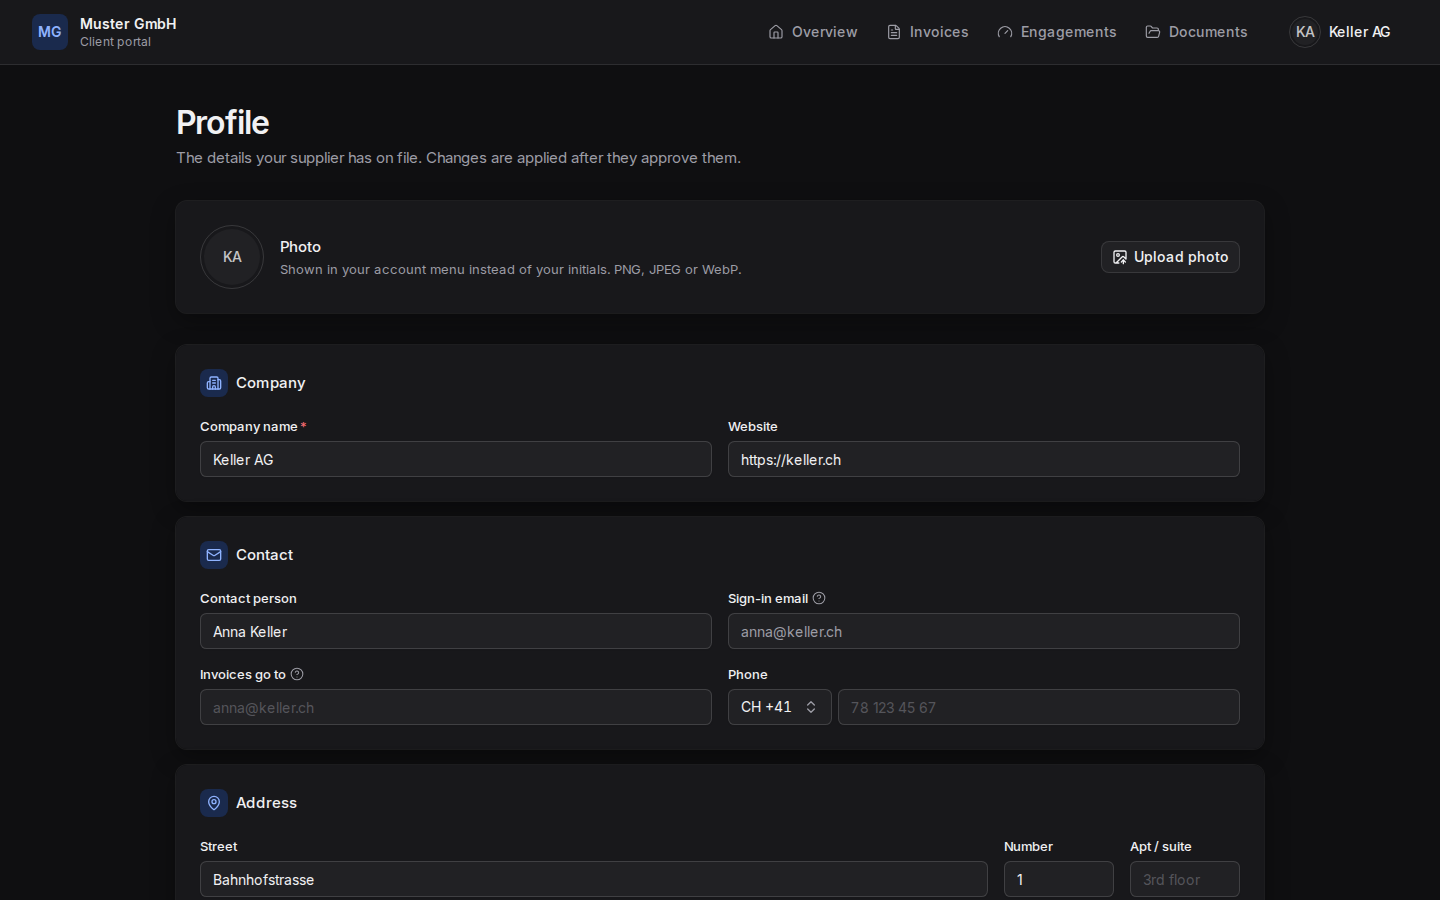 MG
Muster GmbH
Client portal
Overview
Invoices
Engagements
Documents
KA
Keller AG
Profile
The details your supplier has on file. Changes are applied after they approve them.
KA
Photo
Shown in your account menu instead of your initials. PNG, JPEG or WebP.
Upload photo
Company
Company name *
Website
Keller AG
https://keller.ch
Contact
Contact person
Sign-in email
Anna Keller
anna@keller.ch
Invoices go to
Phone
anna@keller.ch
CH +41
78 123 45 67
Address
Street
Number
Apt / suite
Bahnhofstrasse
1
3rd floor